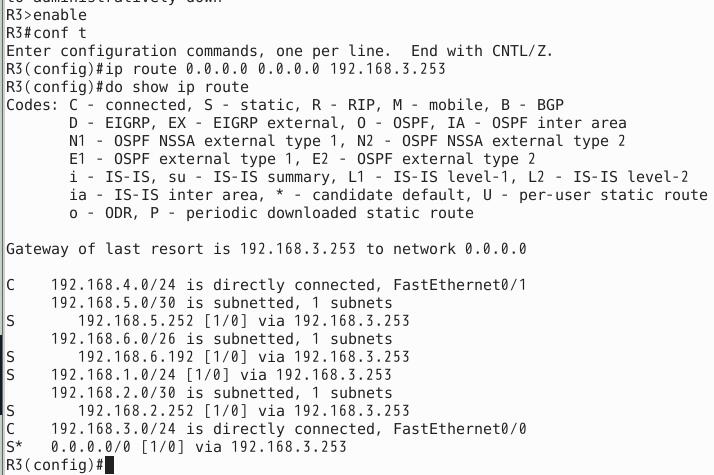 to administratively down
R3>enable
R3#conf t
Enter configuration commands, one per line.  End with CNTL/Z.
R3(config)#ip route 0.0.0.0 0.0.0.0 192.168.3.253
R3(config)#do show ip route
Codes: C - connected, S - static, R - RIP, M - mobile, B - BGP
       D - EIGRP, EX - EIGRP external, O - OSPF, IA - OSPF inter area
       N1 - OSPF NSSA external type 1, N2 - OSPF NSSA external type 2
       E1 - OSPF external type 1, E2 - OSPF external type 2
       i - IS-IS, su - IS-IS summary, L1 - IS-IS level-1, L2 - IS-IS level-2
       ia - IS-IS inter area, * - candidate default, U - per-user static route
       o - ODR, P - periodic downloaded static route
Gateway of last resort is 192.168.3.253 to network 0.0.0.0
C    192.168.4.0/24 is directly connected, FastEthernet0/1
     192.168.5.0/30 is subnetted, 1 subnets
S       192.168.5.252 [1/0] via 192.168.3.253
     192.168.6.0/26 is subnetted, 1 subnets
S       192.168.6.192 [1/0] via 192.168.3.253
S    192.168.1.0/24 [1/0] via 192.168.3.253
     192.168.2.0/30 is subnetted, 1 subnets
S       192.168.2.252 [1/0] via 192.168.3.253
C    192.168.3.0/24 is directly connected, FastEthernet0/0
S*   0.0.0.0/0 [1/0] via 192.168.3.253
R3(config)#